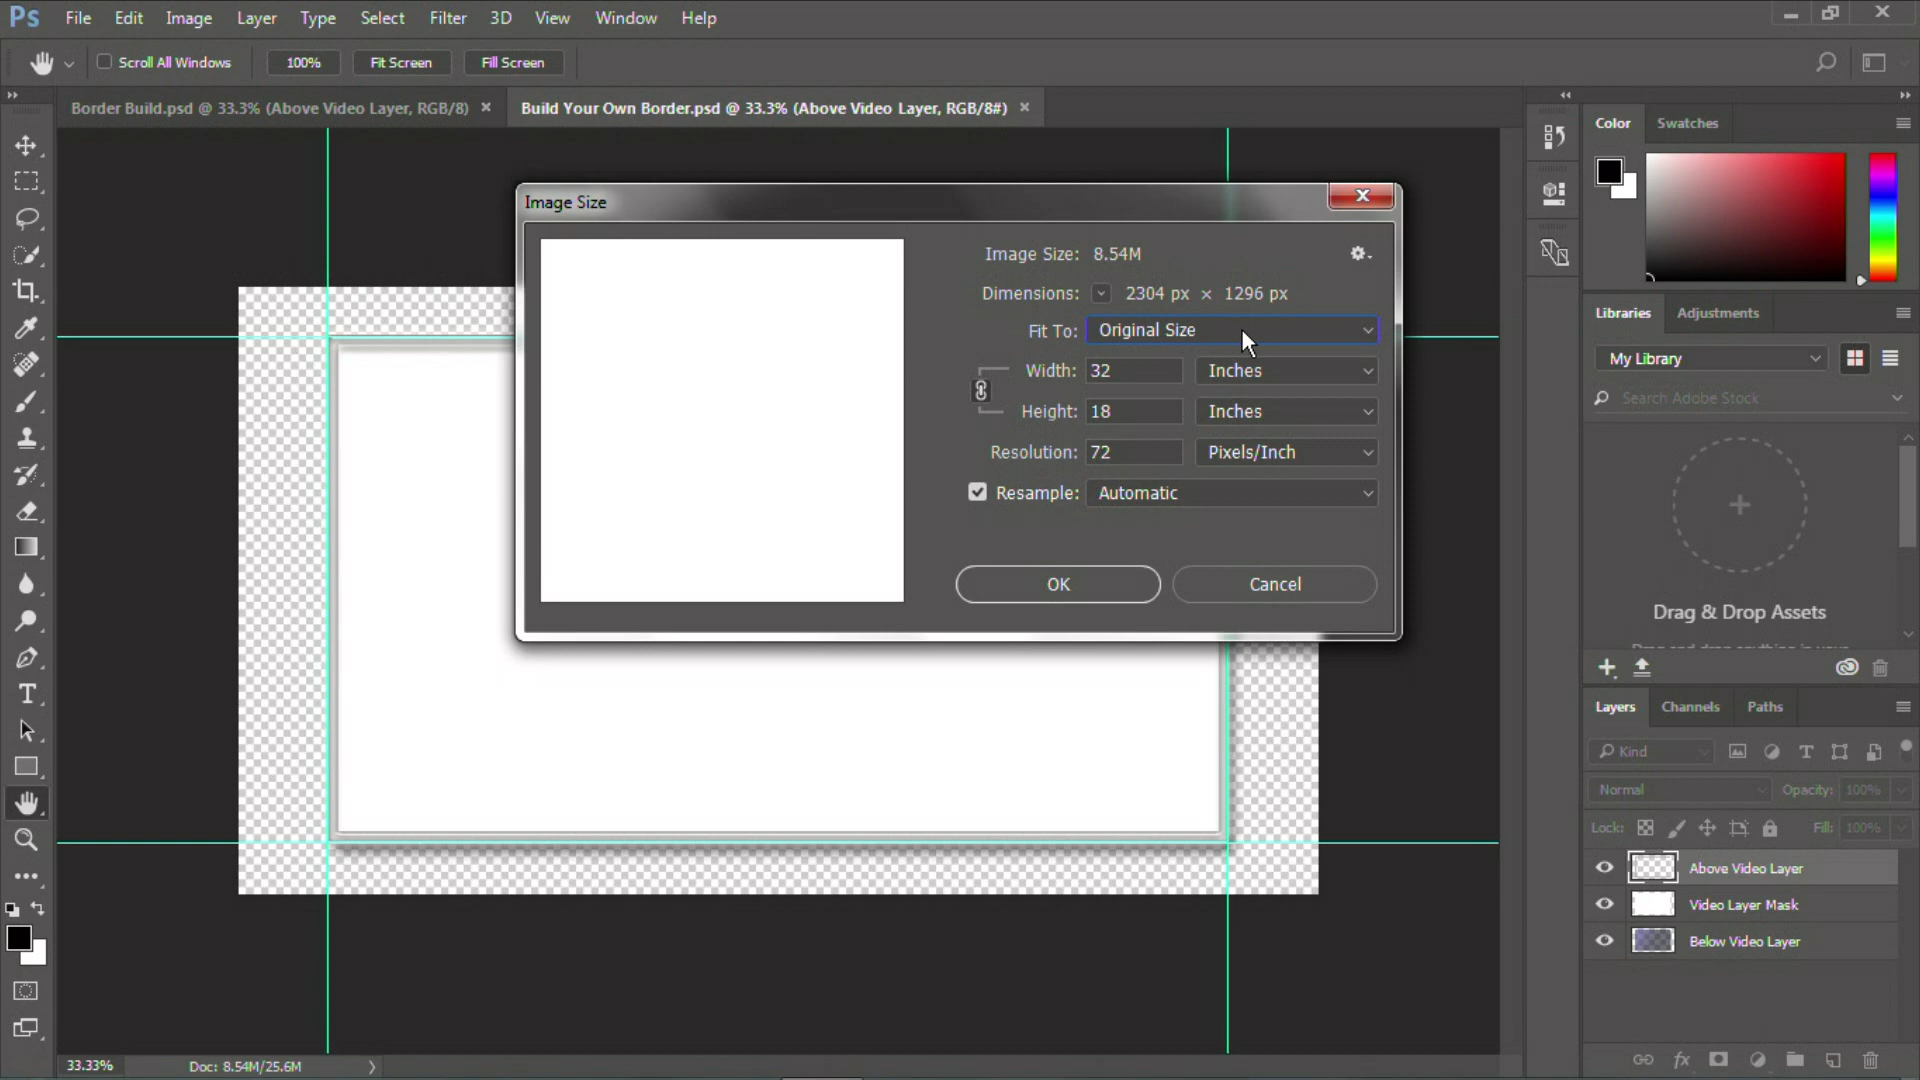 Ps File Edit Image Layer Type Select Filter 3D View Window Help
Scroll All Windows 100% Fit Screen Fill Screen
Border Build.psd @ 33.3% (Above Video Layer, RGB/8) Build Your Own Border.psd @ 33.3% (Above Video Layer, RGB/8#)
Color Swatches
Image Size
Image Size: 8.54M
Dimensions: 2304 px × 1296 px
Fit To: Original Size
Width: 32 Inches
Height: 18 Inches
Resolution: 72 Pixels/Inch
Resample: Automatic
OK Cancel
Libraries Adjustments
My Library
Search Adobe Stock
Drag & Drop Assets
Layers Channels Paths
Kind
Normal Opacity: 100%
Lock: Fill: 100%
Above Video Layer
Video Layer Mask
Below Video Layer
33.33% Doc: 8.54M/25.6M